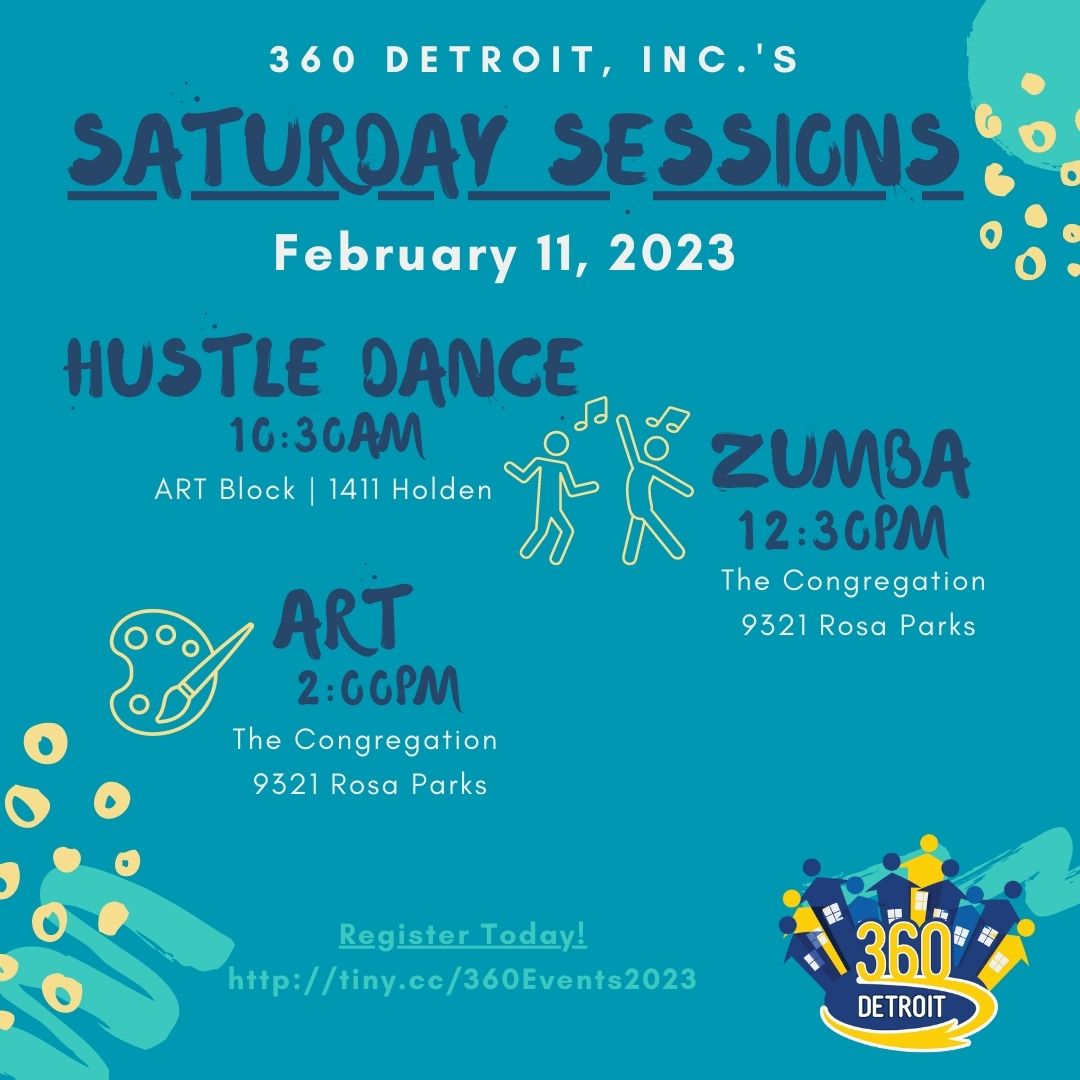 360 DETROIT, INC.'S
SATURDAY SESSIONS
February 11, 2023
HUSTLE DANCE
10:30AM
ART Block | 1411 Holden
ZUMBA
12:30PM
The Congregation
9321 Rosa Parks
ART
2:00PM
The Congregation
9321 Rosa Parks
Register Today!
http://tiny.cc/360Events2023
360
DETROIT